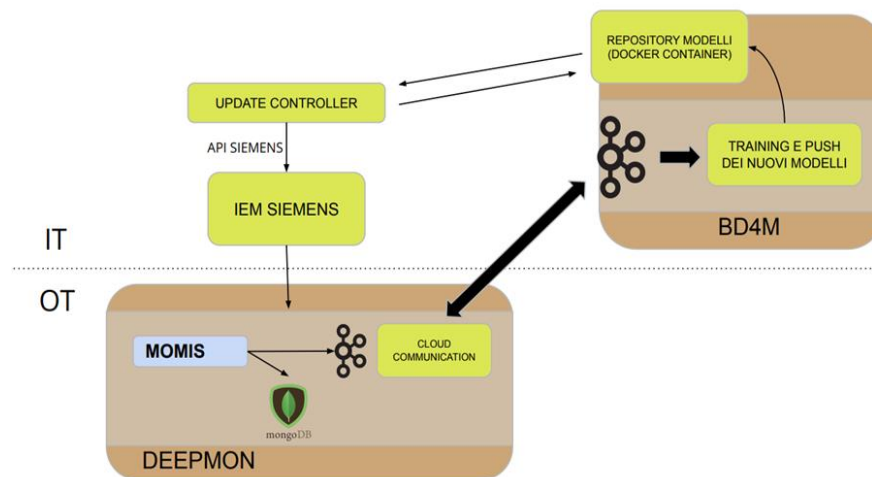 REPOSITORY MODELLI
(DOCKER CONTAINER)
UPDATE CONTROLLER
API SIEMENS
TRAINING E PUSH
DEI NUOVI MODELLI
IEM SIEMENS
BD4M
IT
OT
MOMIS
CLOUD
COMMUNICATION
mongoDB
DEEPMON